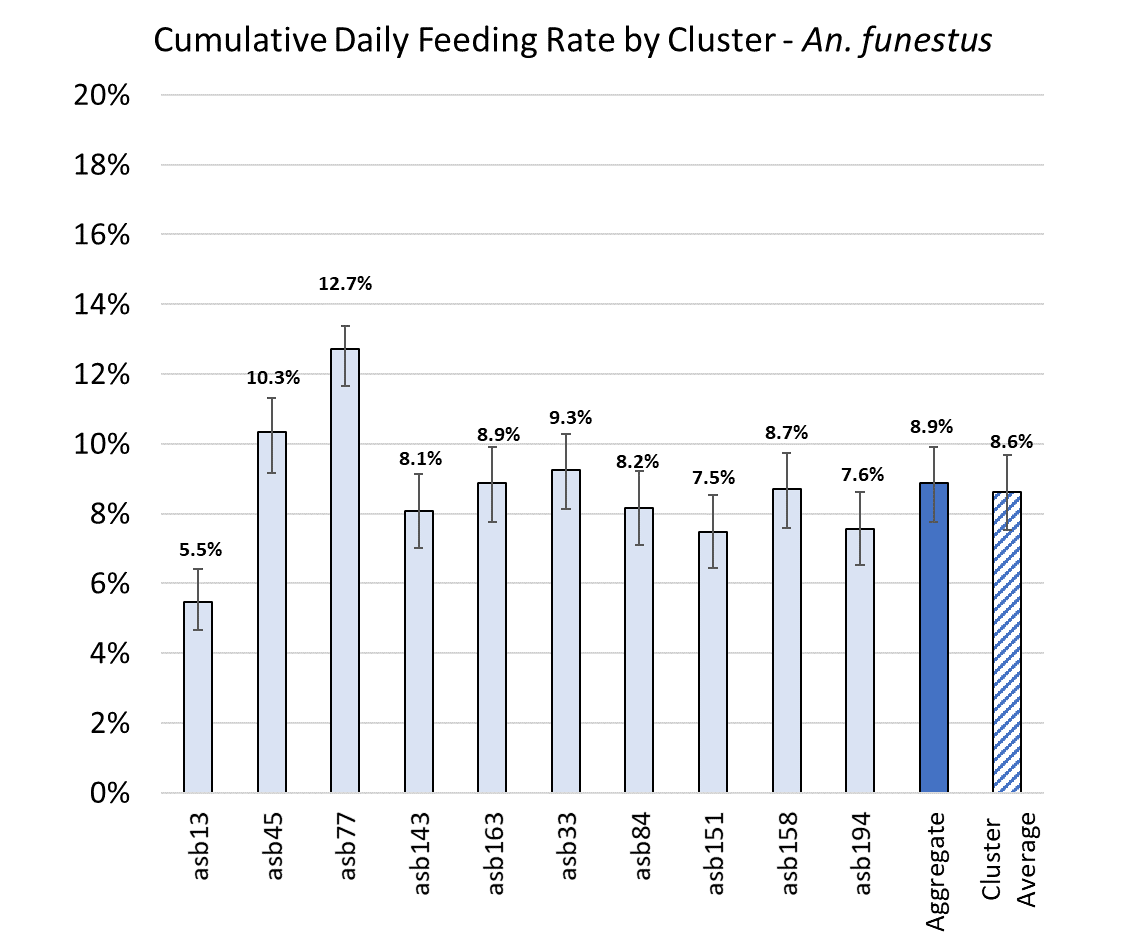 Cumulative Daily Feeding Rate by Cluster - An. funestus
20%
18%
16%
14%
12%
10%
8%
6%
4%
2%
0%
5.5%
10.3%
12.7%
8.1%
8.9%
9.3%
8.2%
7.5%
8.7%
7.6%
8.9%
8.6%
asb13
asb45
asb77
asb143
asb163
asb33
asb84
asb151
asb158
asb194
Aggregate
Cluster
Average